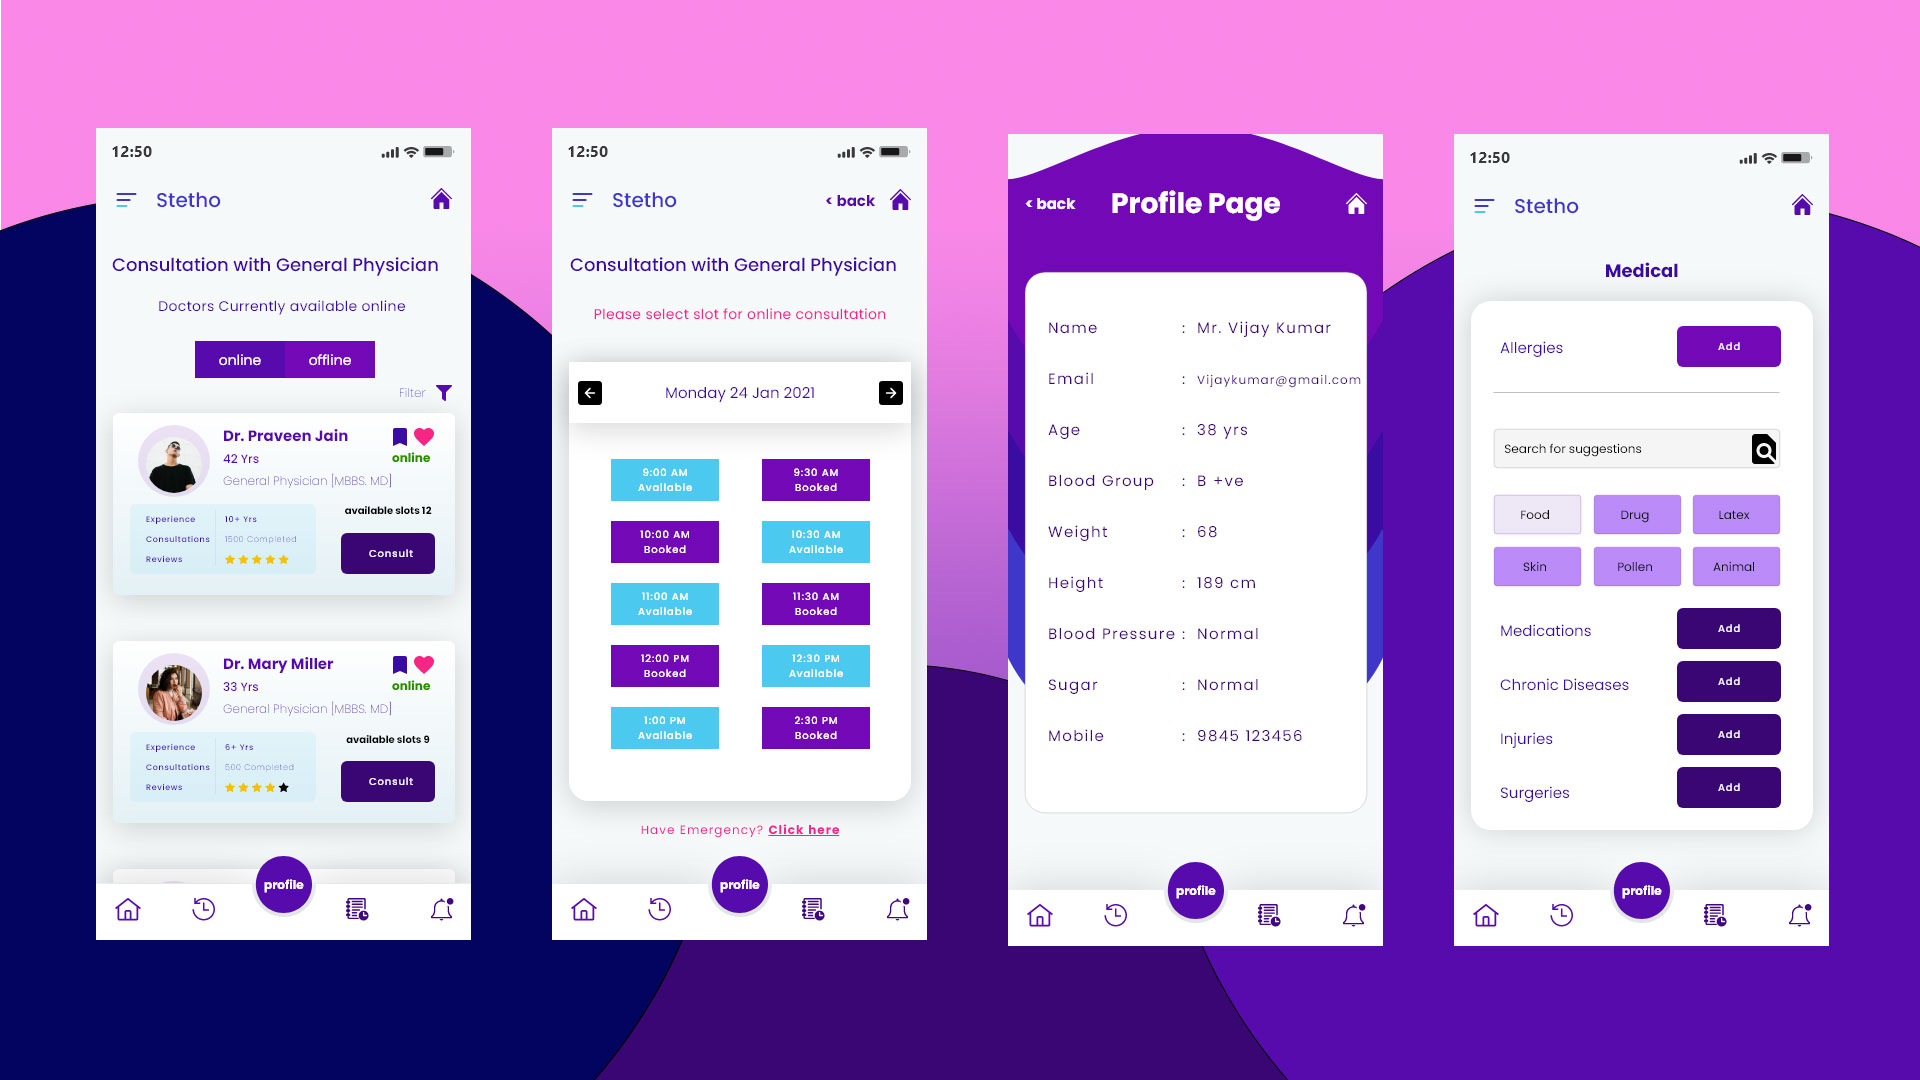 12:50
Stetho
Consultation with General Physician
Doctors Currently available online
online offline
Filter
Dr. Praveen Jain
42 Yrs
online
General Physician [MBBS. MD]
available slots 12
Experience 10+ Yrs
Consultations 1500 Completed
Reviews
Consult
Dr. Mary Miller
33 Yrs
online
General Physician [MBBS. MD]
available slots 9
Experience 6+ Yrs
Consultations 500 Completed
Reviews
Consult
profile
12:50
Stetho
< back
Consultation with General Physician
Please select slot for online consultation
Monday 24 Jan 2021
9:00 AM
Available
9:30 AM
Booked
10:00 AM
Booked
10:30 AM
Available
11:00 AM
Available
11:30 AM
Booked
12:00 PM
Booked
12:30 PM
Available
1:00 PM
Available
2:30 PM
Booked
Have Emergency? Click here
profile
< back
Profile Page
Name : Mr. Vijay Kumar
Email : Vijaykumar@gmail.com
Age : 38 yrs
Blood Group : B +ve
Weight : 68
Height : 189 cm
Blood Pressure : Normal
Sugar : Normal
Mobile : 9845 123456
profile
12:50
Stetho
Medical
Allergies Add
Search for suggestions
Food Drug Latex
Skin Pollen Animal
Medications Add
Chronic Diseases Add
Injuries Add
Surgeries Add
profile